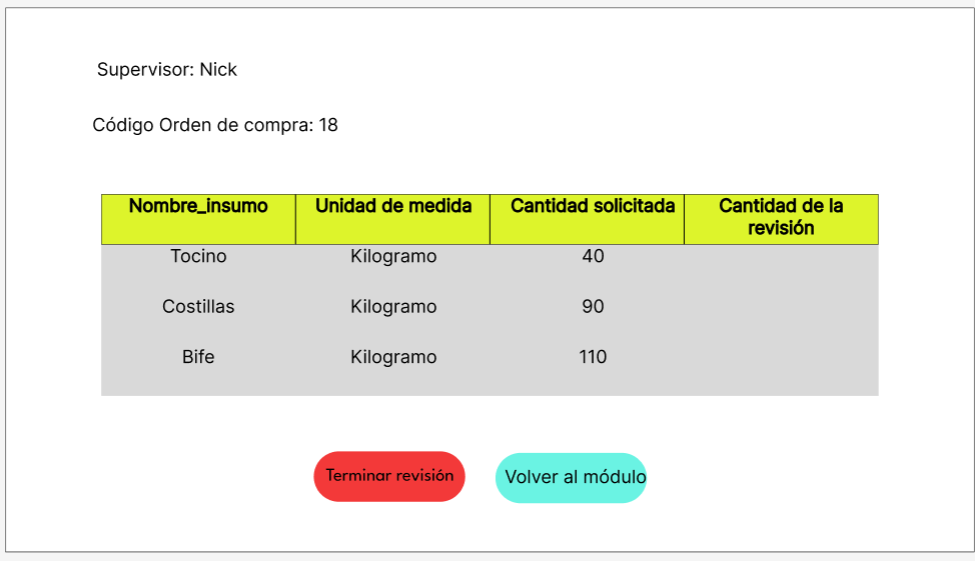 Supervisor: Nick
Código Orden de compra: 18
Nombre_insumo Unidad de medida Cantidad solicitada Cantidad de la revisión
Tocino Kilogramo 40
Costillas Kilogramo 90
Bife Kilogramo 110
Terminar revisión Volver al módulo